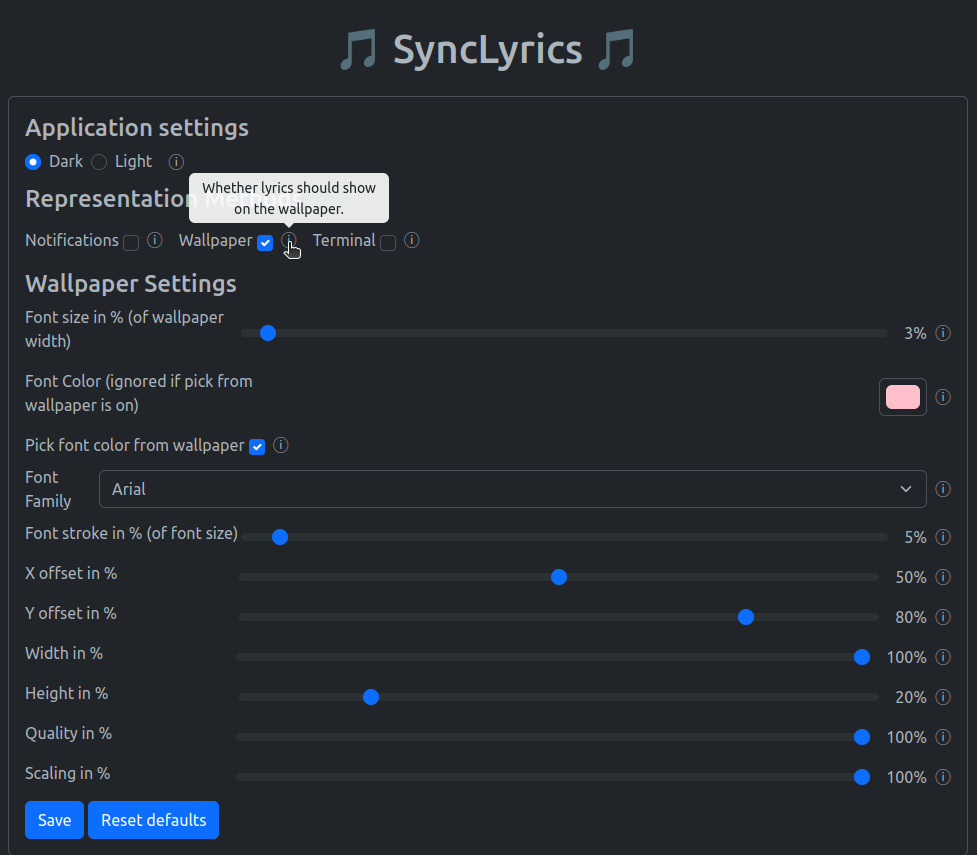 🎵 SyncLyrics 🎵
Application settings
Dark Light
Whether lyrics should show
on the wallpaper.
Representation
Notifications Wallpaper Terminal
Wallpaper Settings
Font size in % (of wallpaper
width)
3%
Font Color (ignored if pick from
wallpaper is on)
Pick font color from wallpaper
Font
Family
Arial
Font stroke in % (of font size) 5%
X offset in % 50%
Y offset in % 80%
Width in % 100%
Height in % 20%
Quality in % 100%
Scaling in % 100%
Save Reset defaults